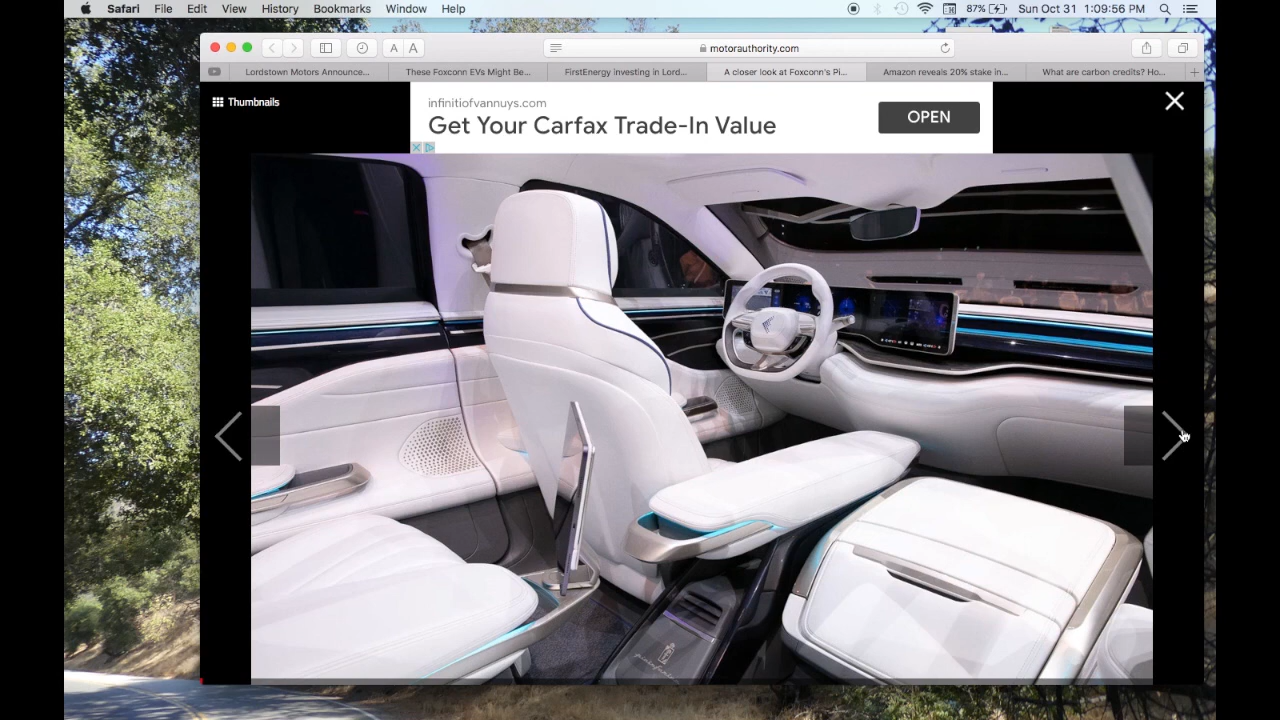 Safari File Edit View History Bookmarks Window Help 87% Sun Oct 31 1:09:56 PM
A A motorauthority.com
Lordstown Motors Announce... These Foxconn EVs Might Be... FirstEnergy investing in Lord... A closer look at Foxconn's Pi... Amazon reveals 20% stake in... What are carbon credits? Ho...
Thumbnails
infinitiofvannuys.com
Get Your Carfax Trade-In Value
OPEN